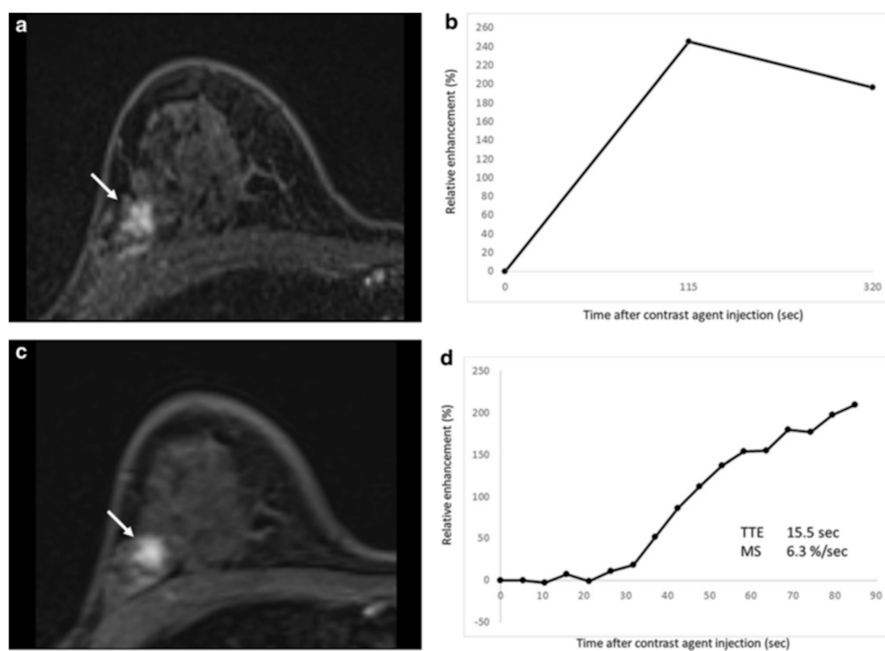 a
b
260
240
220
200
180
160
140
120
100
80
60
40
20
0
Relative enhancement (%)
0 115 320
Time after contrast agent injection (sec)
c
d
250
200
150
100
50
0
-50
Relative enhancement (%)
0 10 20 30 40 50 60 70 80 90
TTE 15.5 sec
MS 6.3 %/sec
Time after contrast agent injection (sec)